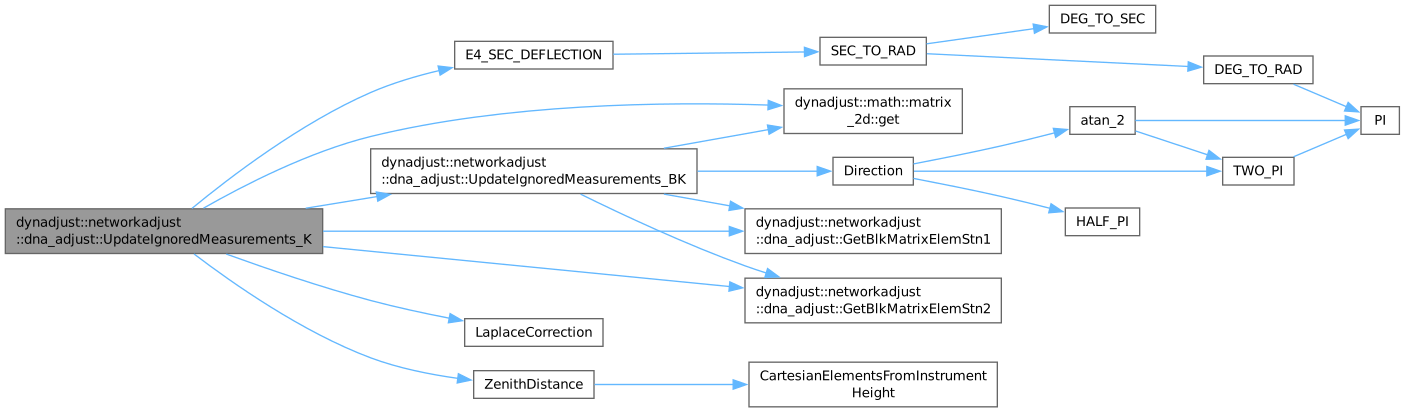 DEG_TO_SEC
E4_SEC_DEFLECTION
SEC_TO_RAD
DEG_TO_RAD
dynadjust::math::matrix
_2d::get
atan_2
PI
dynadjust::networkadjust
::dna_adjust::UpdateIgnoredMeasurements_BK
Direction
TWO_PI
dynadjust::networkadjust
::dna_adjust::UpdateIgnoredMeasurements_K
dynadjust::networkadjust
::dna_adjust::GetBlkMatrixElemStn1
HALF_PI
dynadjust::networkadjust
::dna_adjust::GetBlkMatrixElemStn2
LaplaceCorrection
ZenithDistance
CartesianElementsFromInstrument
Height